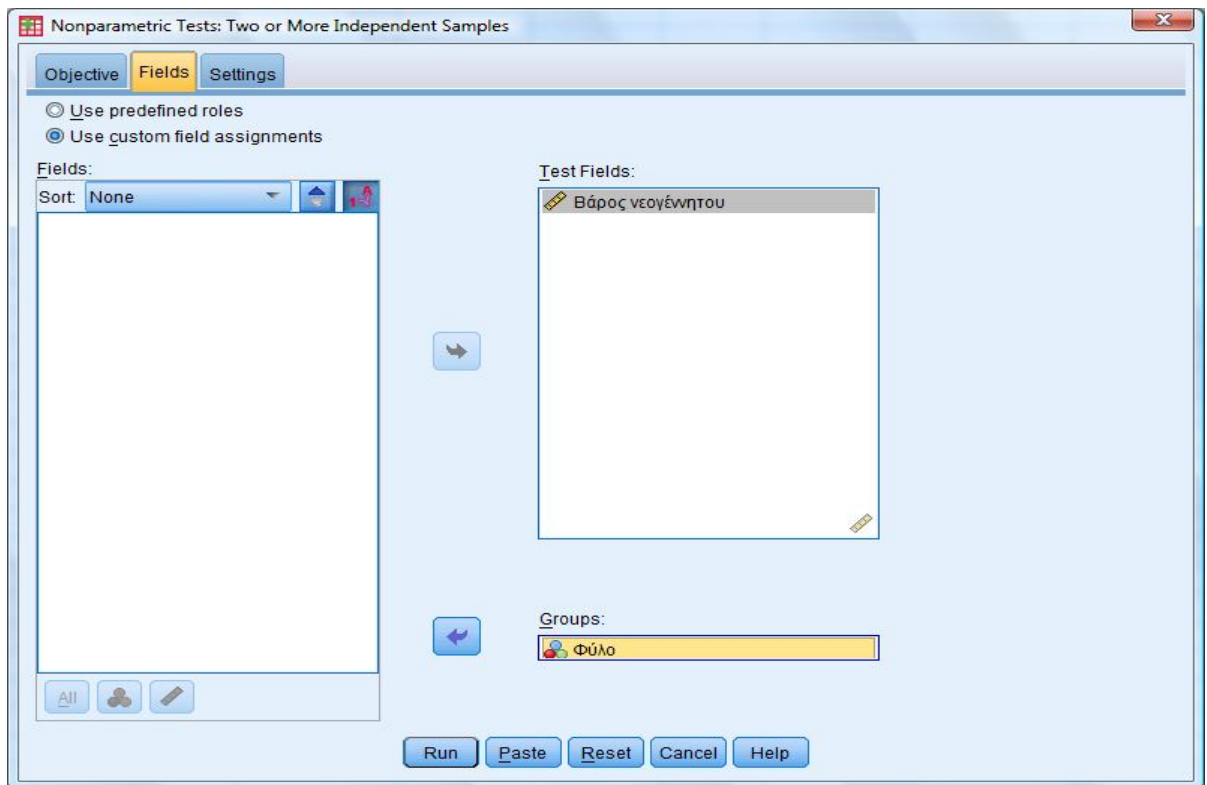 Nonparametric Tests: Two or More Independent Samples
Objective Fields Settings
Use predefined roles
Use custom field assignments
Fields:
Sort: None
Test Fields:
Βάρος νεογέννητου
Groups:
Φύλο
All
Run Paste Reset Cancel Help